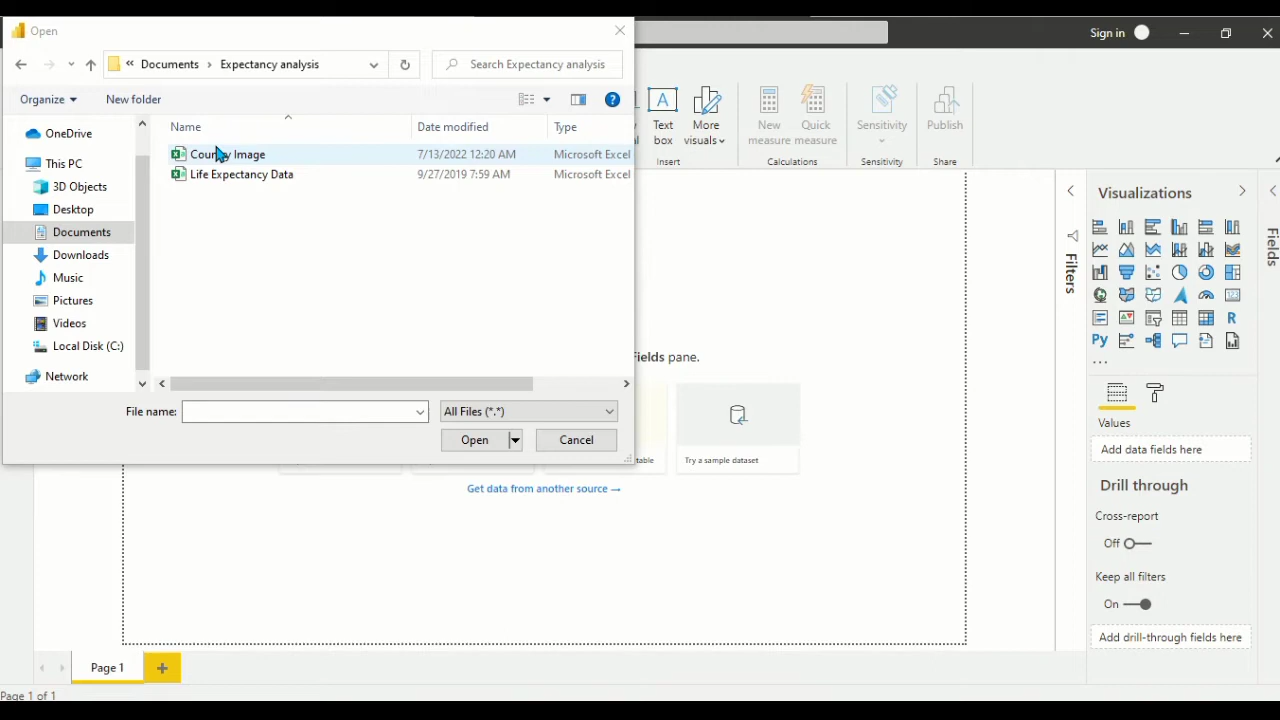 Open
Sign in
Documents › Expectancy analysis
Search Expectancy analysis
Organize
New folder
Name
Date modified
Type
Country Image
7/13/2022 12:20 AM
Microsoft Excel
Life Expectancy Data
9/27/2019 7:59 AM
Microsoft Excel
OneDrive
This PC
3D Objects
Desktop
Documents
Downloads
Music
Pictures
Videos
Local Disk (C:)
Network
File name:
All Files (*.*)
Open
Cancel
Text box
More visuals
Insert
New measure
Quick measure
Calculations
Sensitivity
Sensitivity
Publish
Share
Fields pane.
table
Try a sample dataset
Get data from another source →
Filters
Visualizations
R
Py
Values
Add data fields here
Drill through
Cross-report
Off
Keep all filters
On
Add drill-through fields here
Fields
Page 1
Page 1 of 1